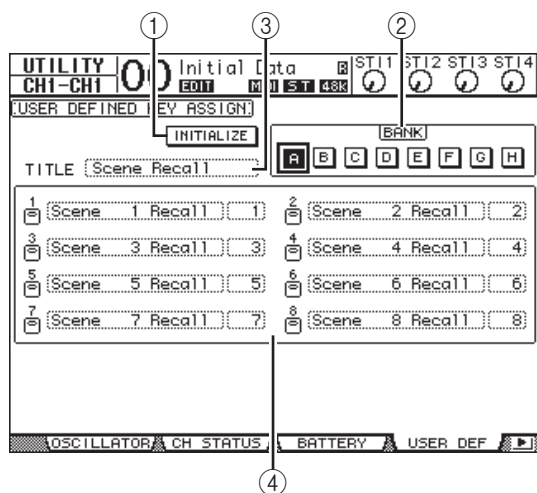 ① ③ ②
UTILITY 00 Initial Data R ST1 ST2 ST3 ST4
CH1-CH1 EDIT ST 48K
USER DEFINED KEY ASSIGN
INITIALIZE BANK
A B C D E F G H
TITLE Scene Recall
1 Scene 1 Recall 1 2 Scene 2 Recall 2
3 Scene 3 Recall 3 4 Scene 4 Recall 4
5 Scene 5 Recall 5 6 Scene 6 Recall 6
7 Scene 7 Recall 7 8 Scene 8 Recall 8
OSCILLATOR CH STATUS BATTERY USER DEF
④